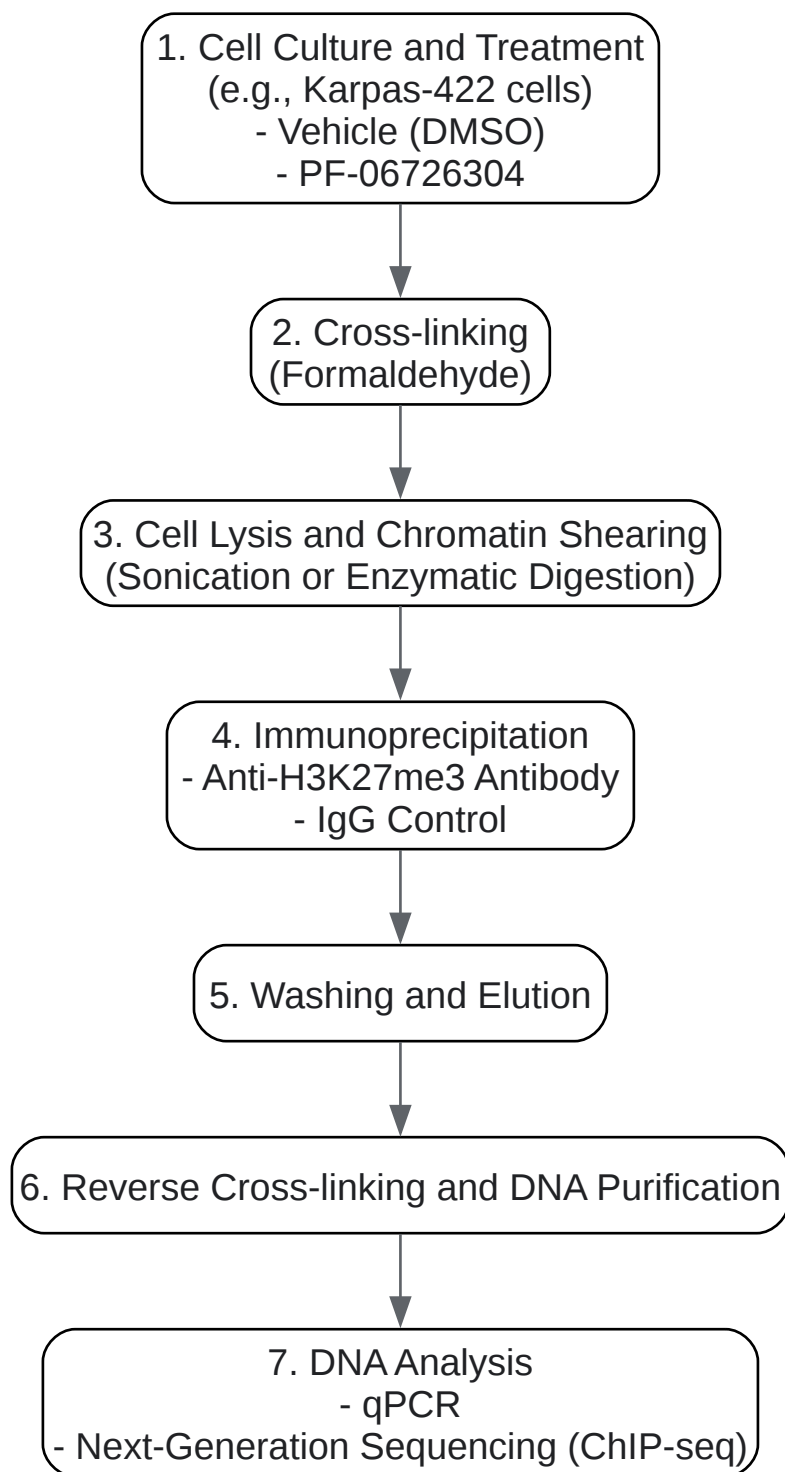 1. Cell Culture and Treatment
(e.g., Karpas-422 cells)
- Vehicle (DMSO)
- PF-06726304
2. Cross-linking
(Formaldehyde)
3. Cell Lysis and Chromatin Shearing
(Sonication or Enzymatic Digestion)
4. Immunoprecipitation
- Anti-H3K27me3 Antibody
- IgG Control
5. Washing and Elution
6. Reverse Cross-linking and DNA Purification
7. DNA Analysis
- qPCR
- Next-Generation Sequencing (ChIP-seq)